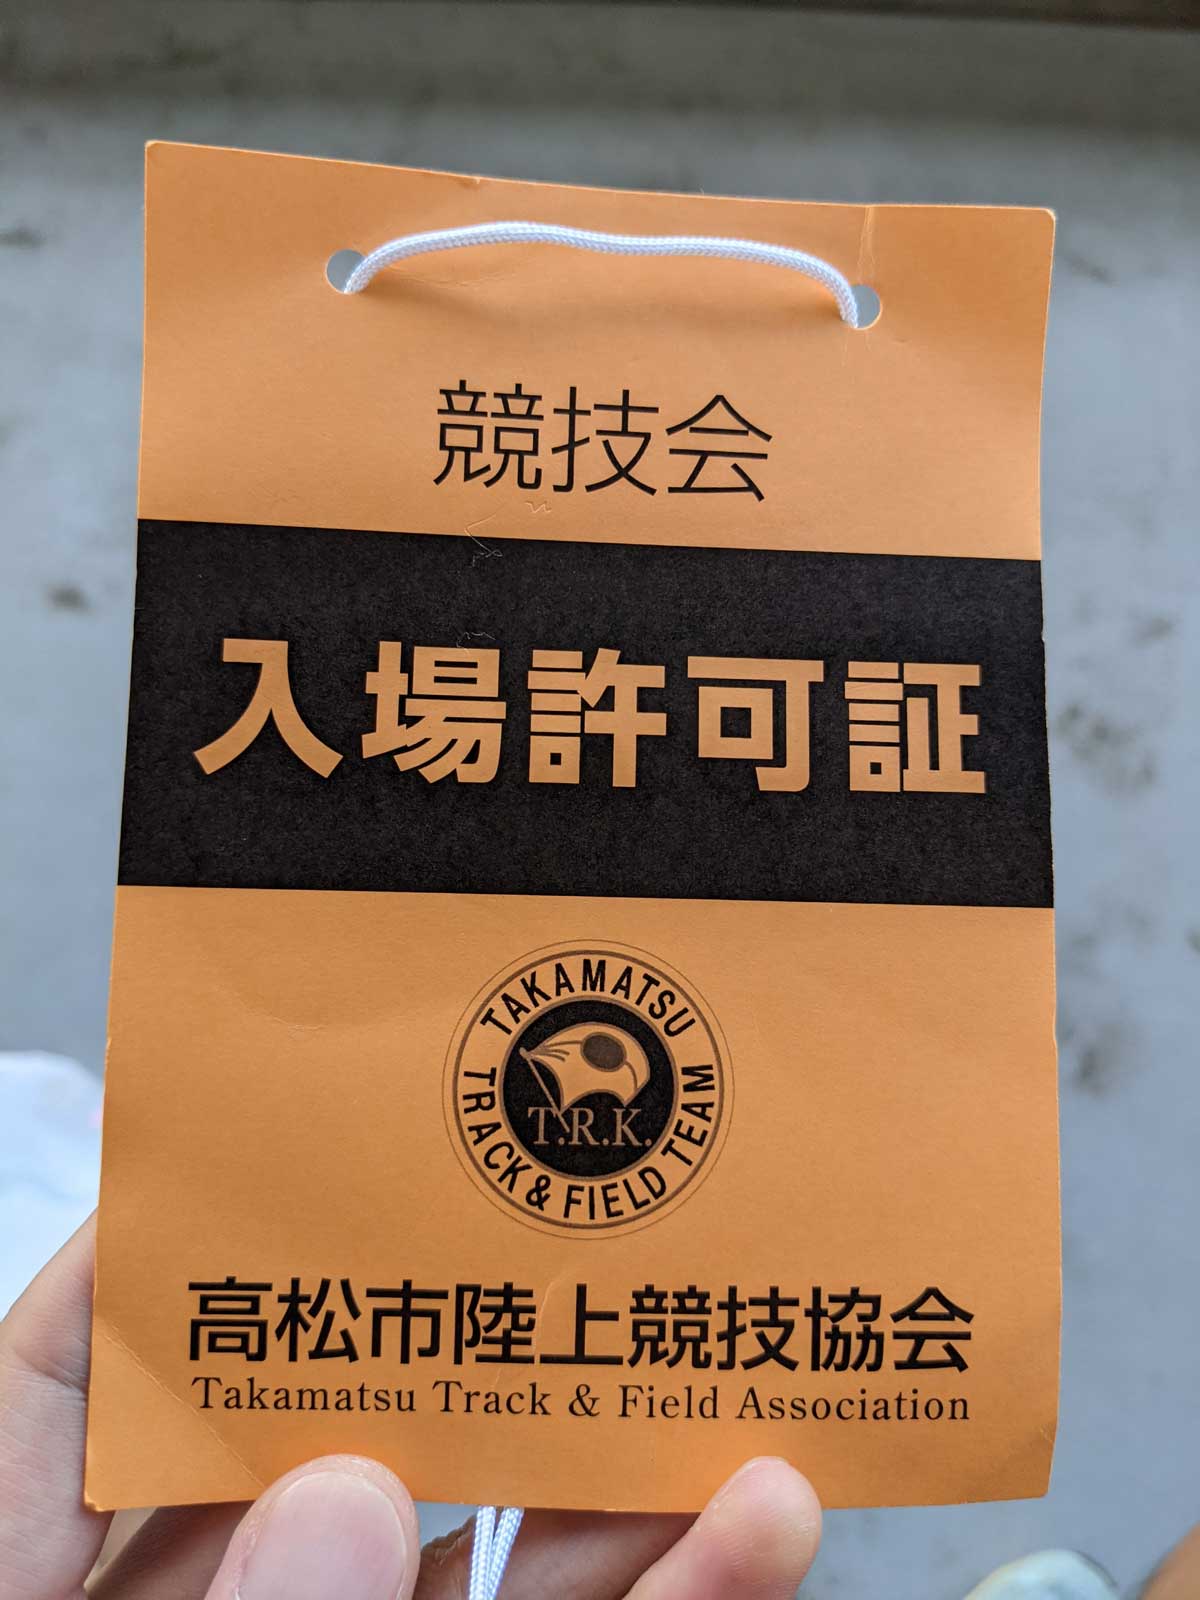 競技会
入場許可証
TAKAMATSU
T.R.K.
TRACK & FIELD TEAM
高松市陸上競技協会
Takamatsu Track & Field Association